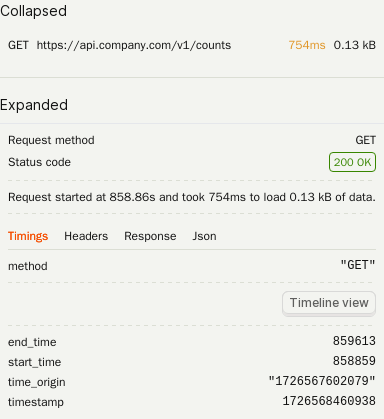 Collapsed
GET https://api.company.com/v1/counts 754ms 0.13 kB
Expanded
Request method GET
Status code 200 OK
Request started at 858.86s and took 754ms to load 0.13 kB of data.
Timings Headers Response Json
method "GET"
Timeline view
end_time 859613
start_time 858859
time_origin "1726567602079"
timestamp 1726568460938